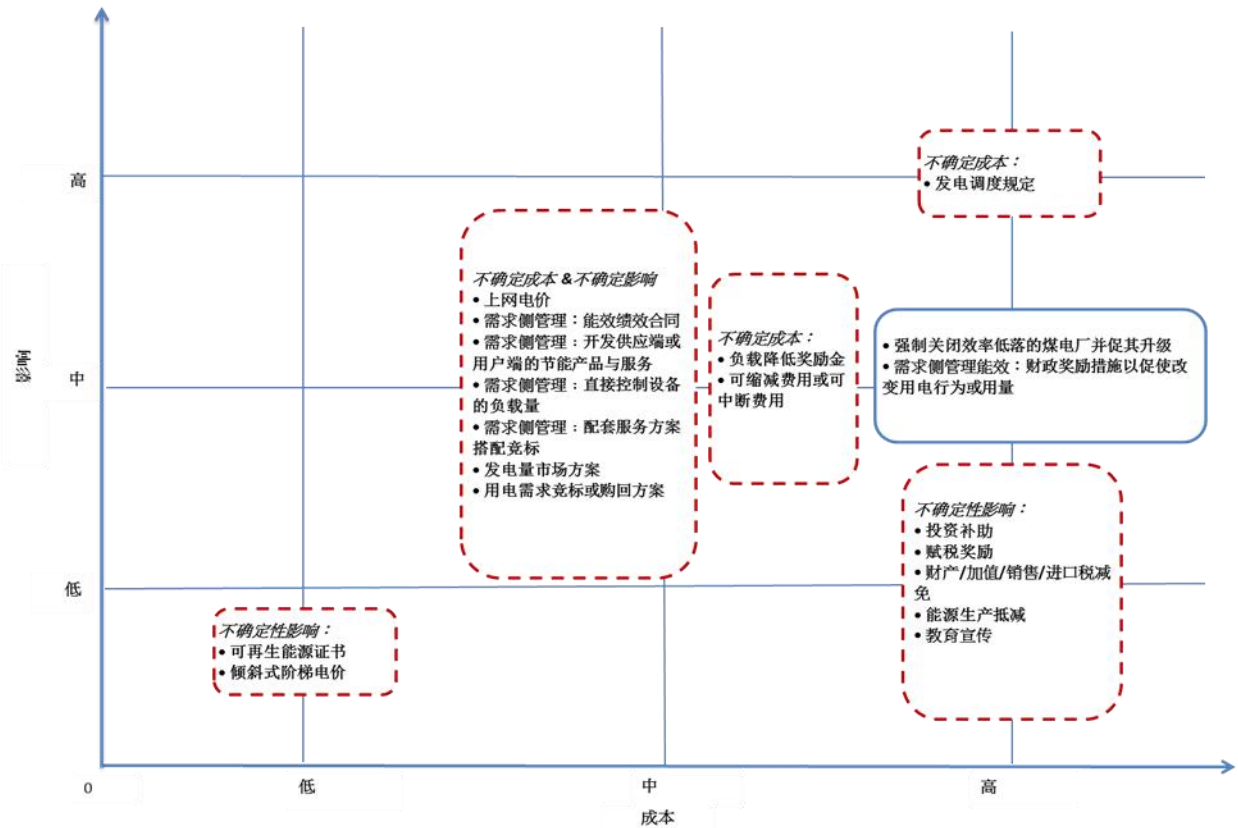 高
不确定成本：
• 发电调度规定
不确定成本 &不确定影响
• 上网电价
• 需求侧管理：能效绩效合同
• 需求侧管：开发供应端或
用户端的节能产品与服务
• 需求侧管理：直接控制设备
的负载量
• 需求侧管理：配套服务方案
搭配竞标
• 发电量市场方案
• 用电需求竞标或购回方案
不确定成本：
• 负载降低奖励金
• 可缩减费用或可
中断费用
• 强制关闭效率低落的煤电厂并促其升级
• 需求侧管理能效：财政奖励措施以促使改
变用电行为或用量
影响
中
不确定性影响：
• 投资补助
• 赋税奖励
• 财产/加值/销售/进口税减
免
• 能源生产抵减
• 教育宣传
低
不确定性影响：
• 可再生能源证书
• 倾斜式阶梯电价
0
低
中
高
成本